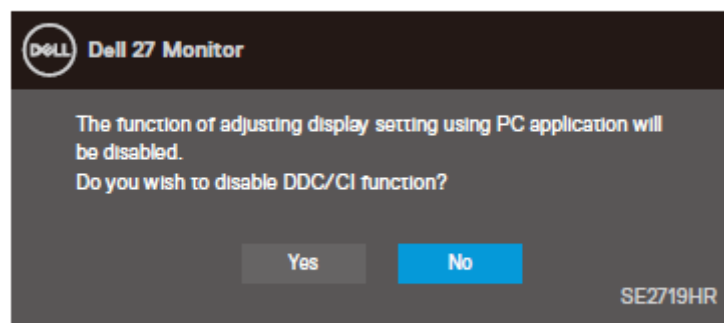 DELL Dell 27 Monitor
The function of adjusting display setting using PC application will
be disabled.
Do you wish to disable DDC/CI function?
Yes No
SE2719HR